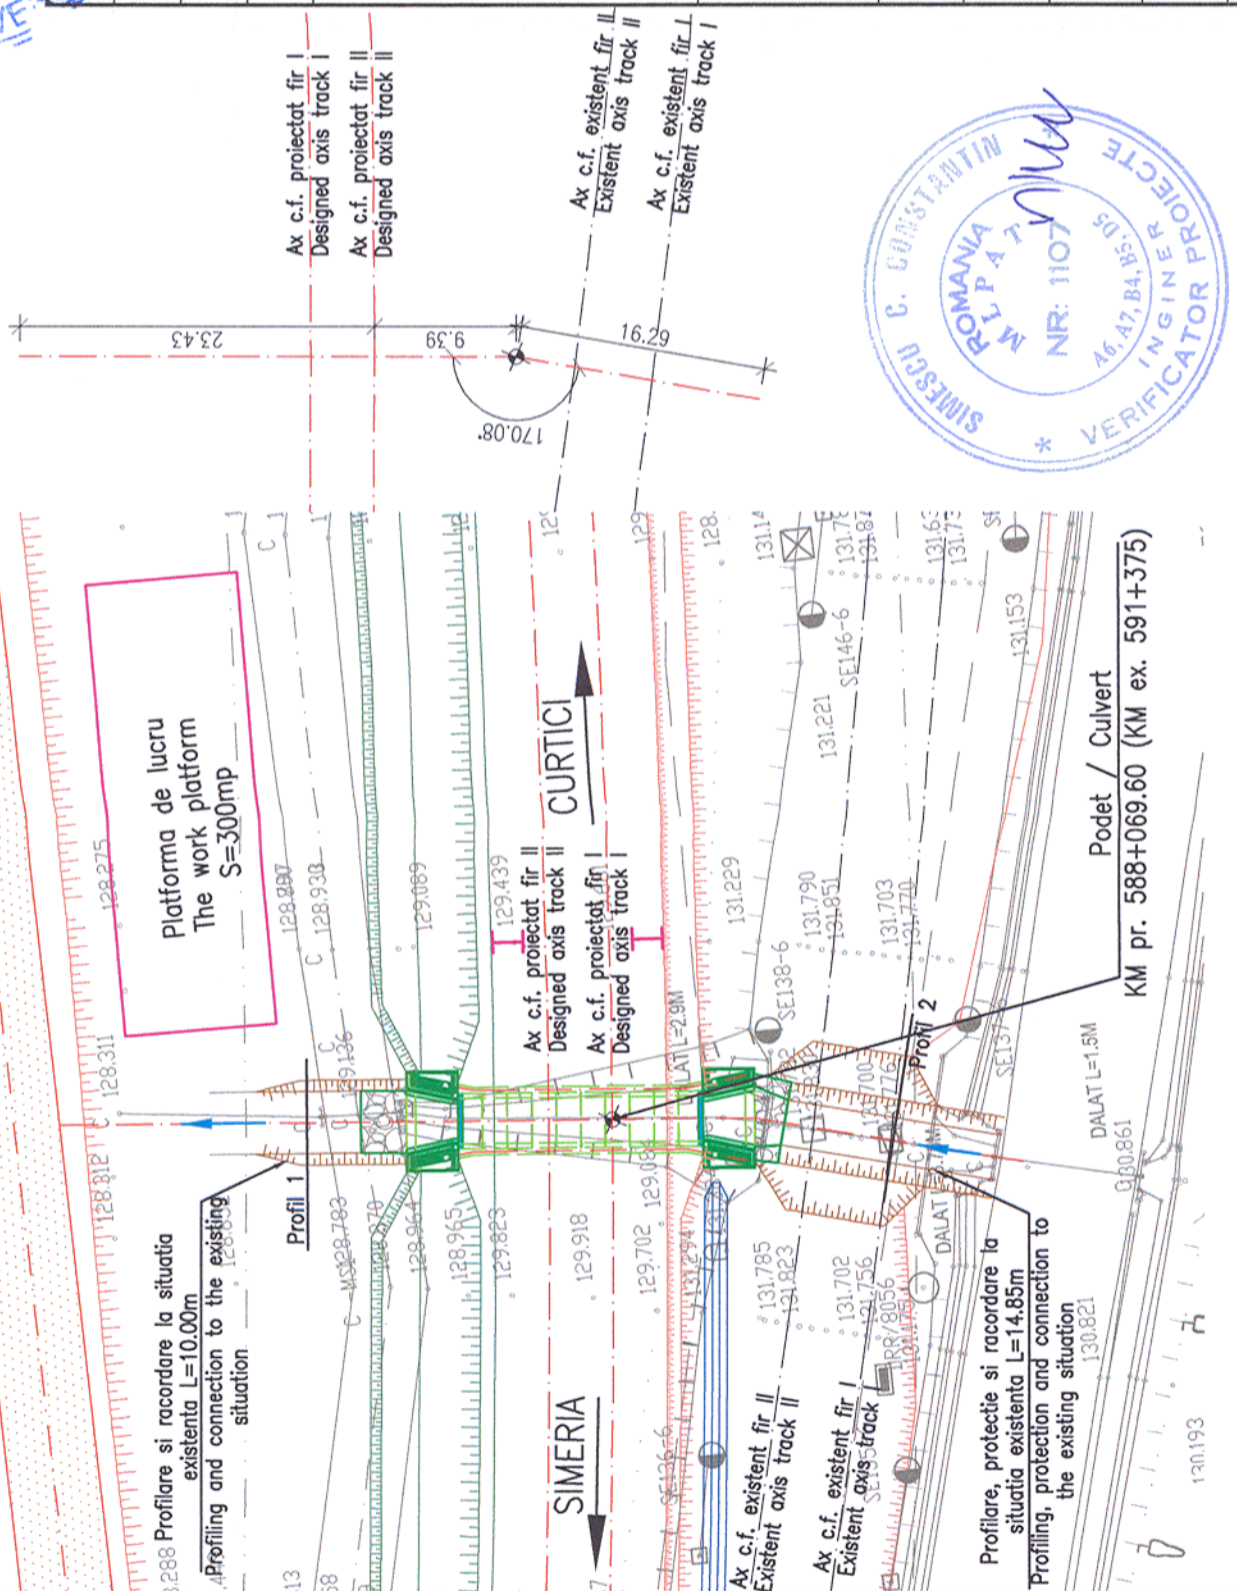 Ax c.f. proiectat fir I
Designed axis track I
Ax c.f. proiectat fir II
Designed axis track II
Ax c.f. existent fir II
Existent axis track II
Ax c.f. existent fir I
Existent axis track I
23.43
9.39
16.29
170.08°
SIMESCU C. CONSTANTIN
ROMANIA
MLPAT
NR: 1107
A6, A7, B4, B5, D5
INGINER
* VERIFICATOR PROIECTE
Platforma de lucru
The work platform
S=300mp
128.275
128.311
128.312
128.930
129.136
129.089
129.439
CURTICI
Ax c.f. proiectat fir II
Designed axis track II
Ax c.f. proiectat fir I
Designed axis track I
131.229
131.221
SE146-6
131.153
131.790
131.851
131.703
131.770
SE138-6
Podet / Culvert
KM pr. 588+069.60 (KM ex. 591+375)
Profil 2
DALAT L=1.5M
130.861
Profil 1
Profilare si racordare la situatia
existenta L=10.00m
Profiling and connection to the existing
situation
128.783
128.964
128.965
129.823
129.918
129.702
SIMERIA
131.785
131.823
131.702
131.756
Ax c.f. existent fir II
Existent axis track II
Ax c.f. existent fir I
Existent axis track I
DALAT
Profilare, protectie si racordare la
situatia existenta L=14.85m
Profiling, protection and connection to
the existing situation
130.821
130.193